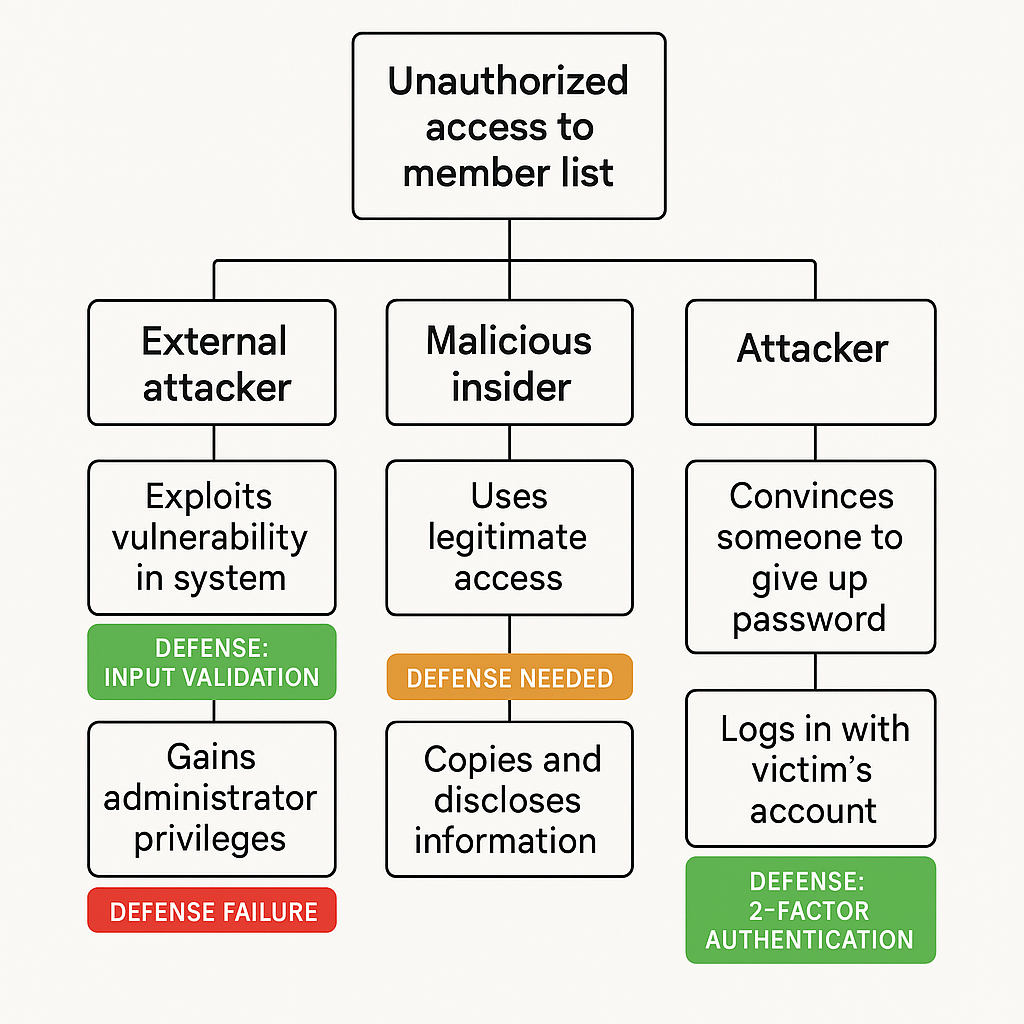 Unauthorized
access to
member list
External
attacker
Malicious
insider
Attacker
Exploits
vulnerability
in system
Uses
legitimate
access
Convinces
someone to
give up
password
DEFENSE:
INPUT VALIDATION
DEFENSE NEEDED
Gains
administrator
privileges
Copies and
discloses
information
Logs in with
victim's
account
DEFENSE FAILURE
DEFENSE:
2-FACTOR
AUTHENTICATION